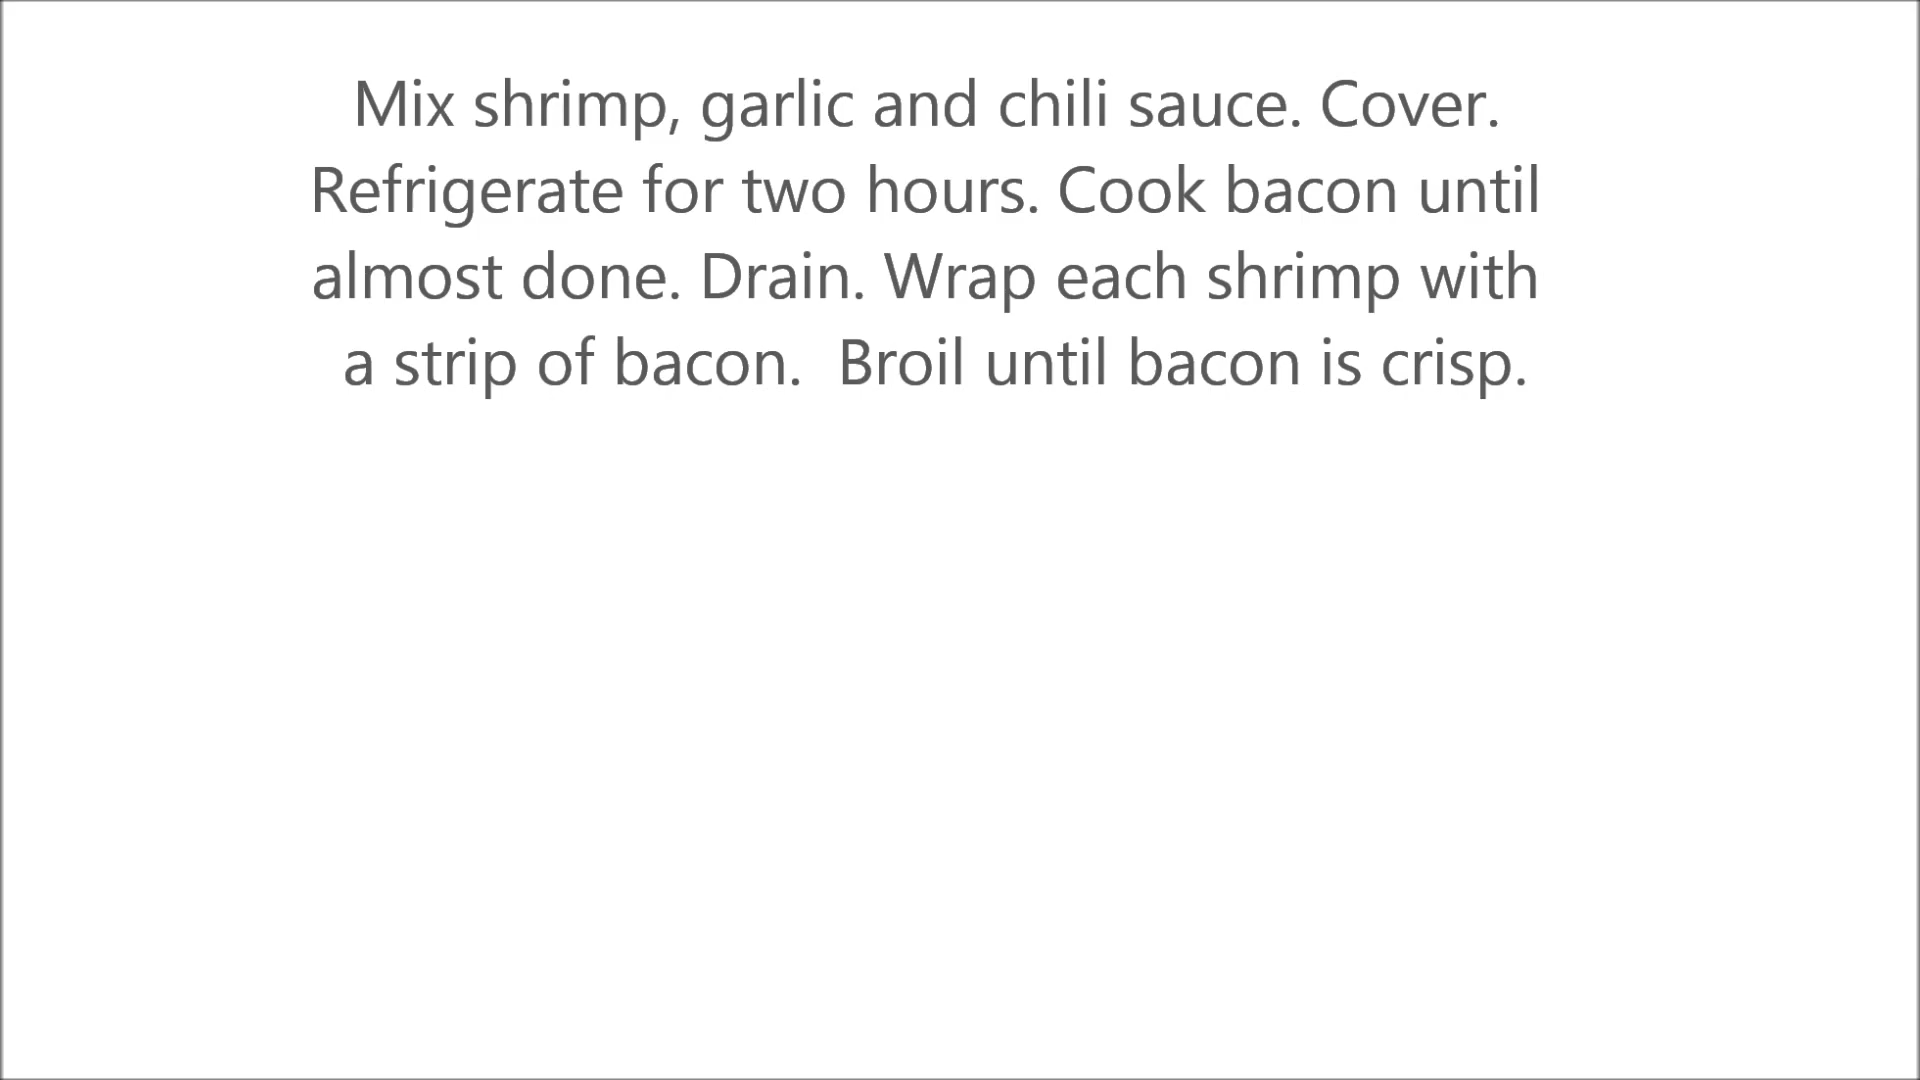 Mix shrimp, garlic and chili sauce. Cover.
Refrigerate for two hours. Cook bacon until
almost done. Drain. Wrap each shrimp with
a strip of bacon.  Broil until bacon is crisp.